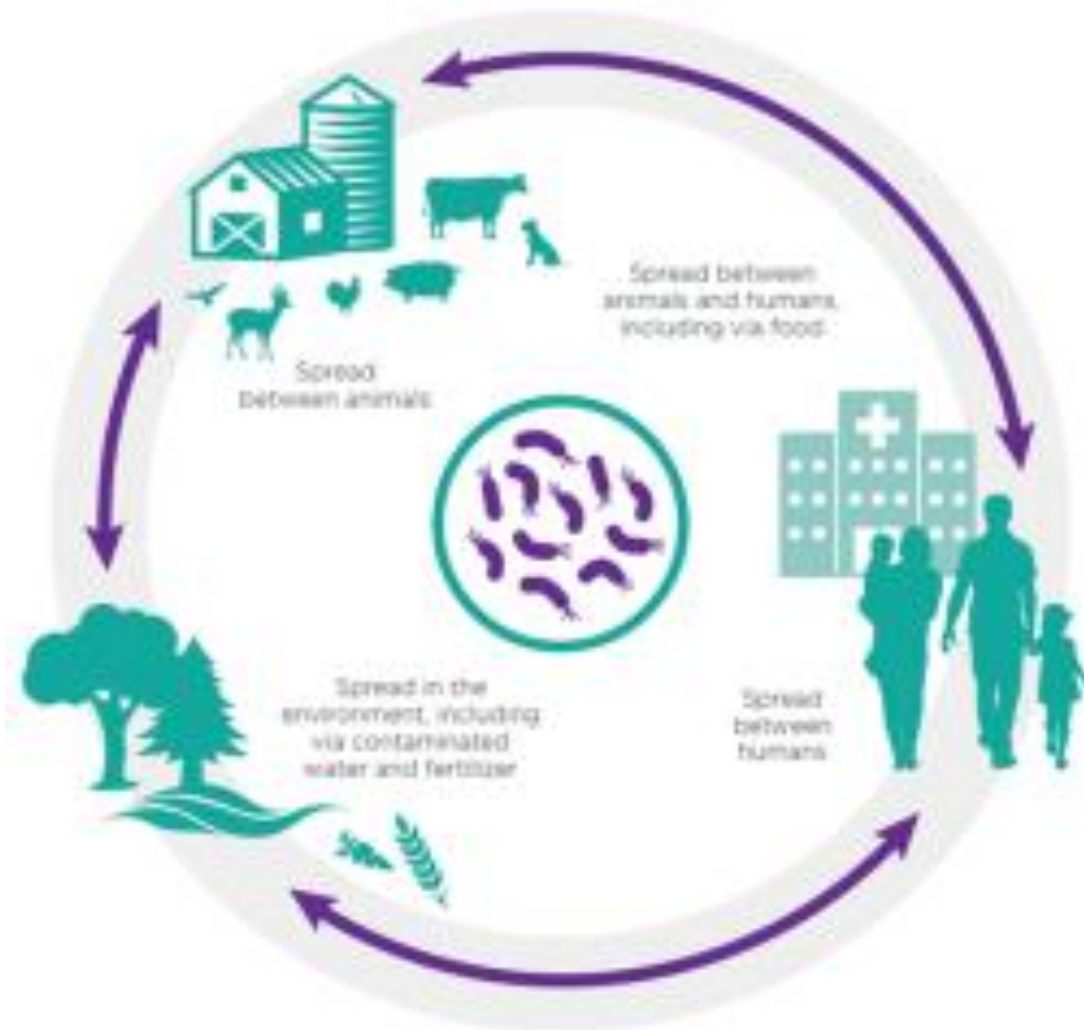 Spread between
animals and humans,
including via food
Spread
between animals
Spread in the
environment, including
via contaminated
water and fertilizer
Spread
between
humans